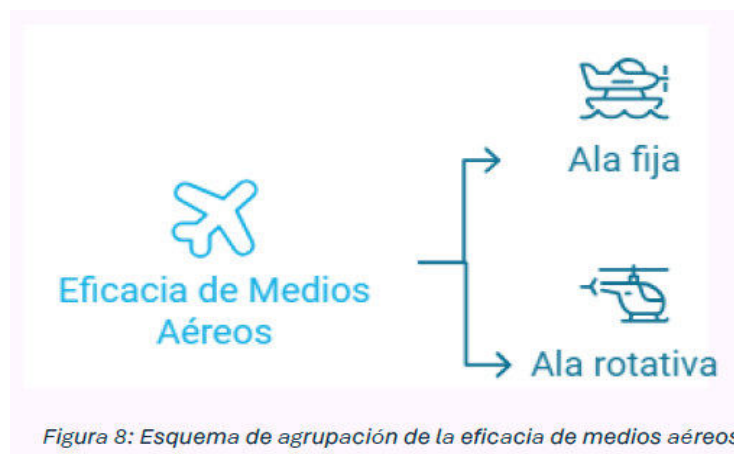 Ala fija
Eficacia de Medios
Aéreos
Ala rotativa
Figura 8: Esquema de agrupación de la eficacia de medios aéreos